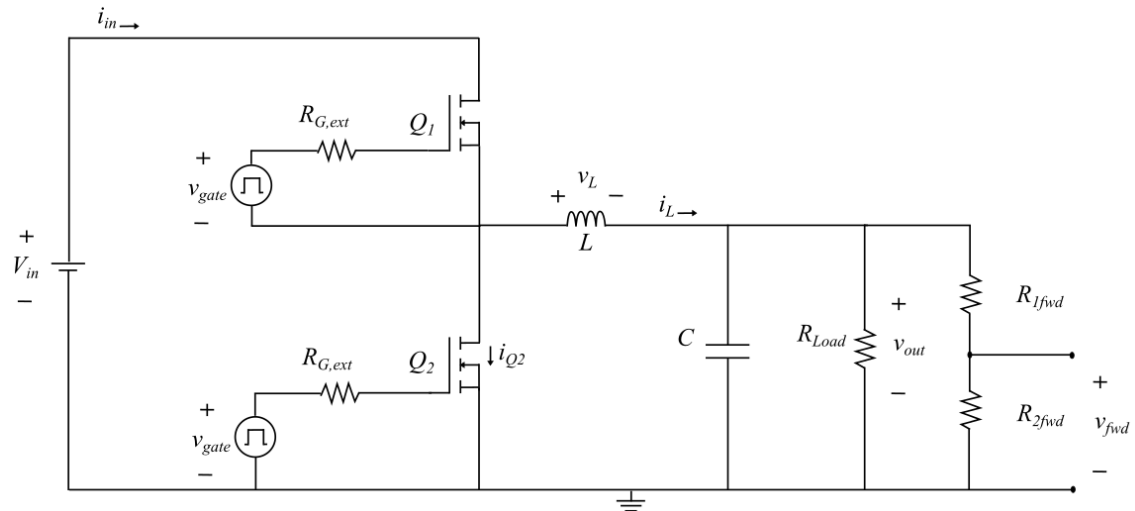 i_in
R_G,ext
Q_1
+
v_gate
−
v_L
+
−
i_L
L
+
V_in
−
R_G,ext
Q_2
i_Q2
+
v_gate
−
C
R_Load
+
v_out
−
R_1fwd
R_2fwd
+
v_fwd
−